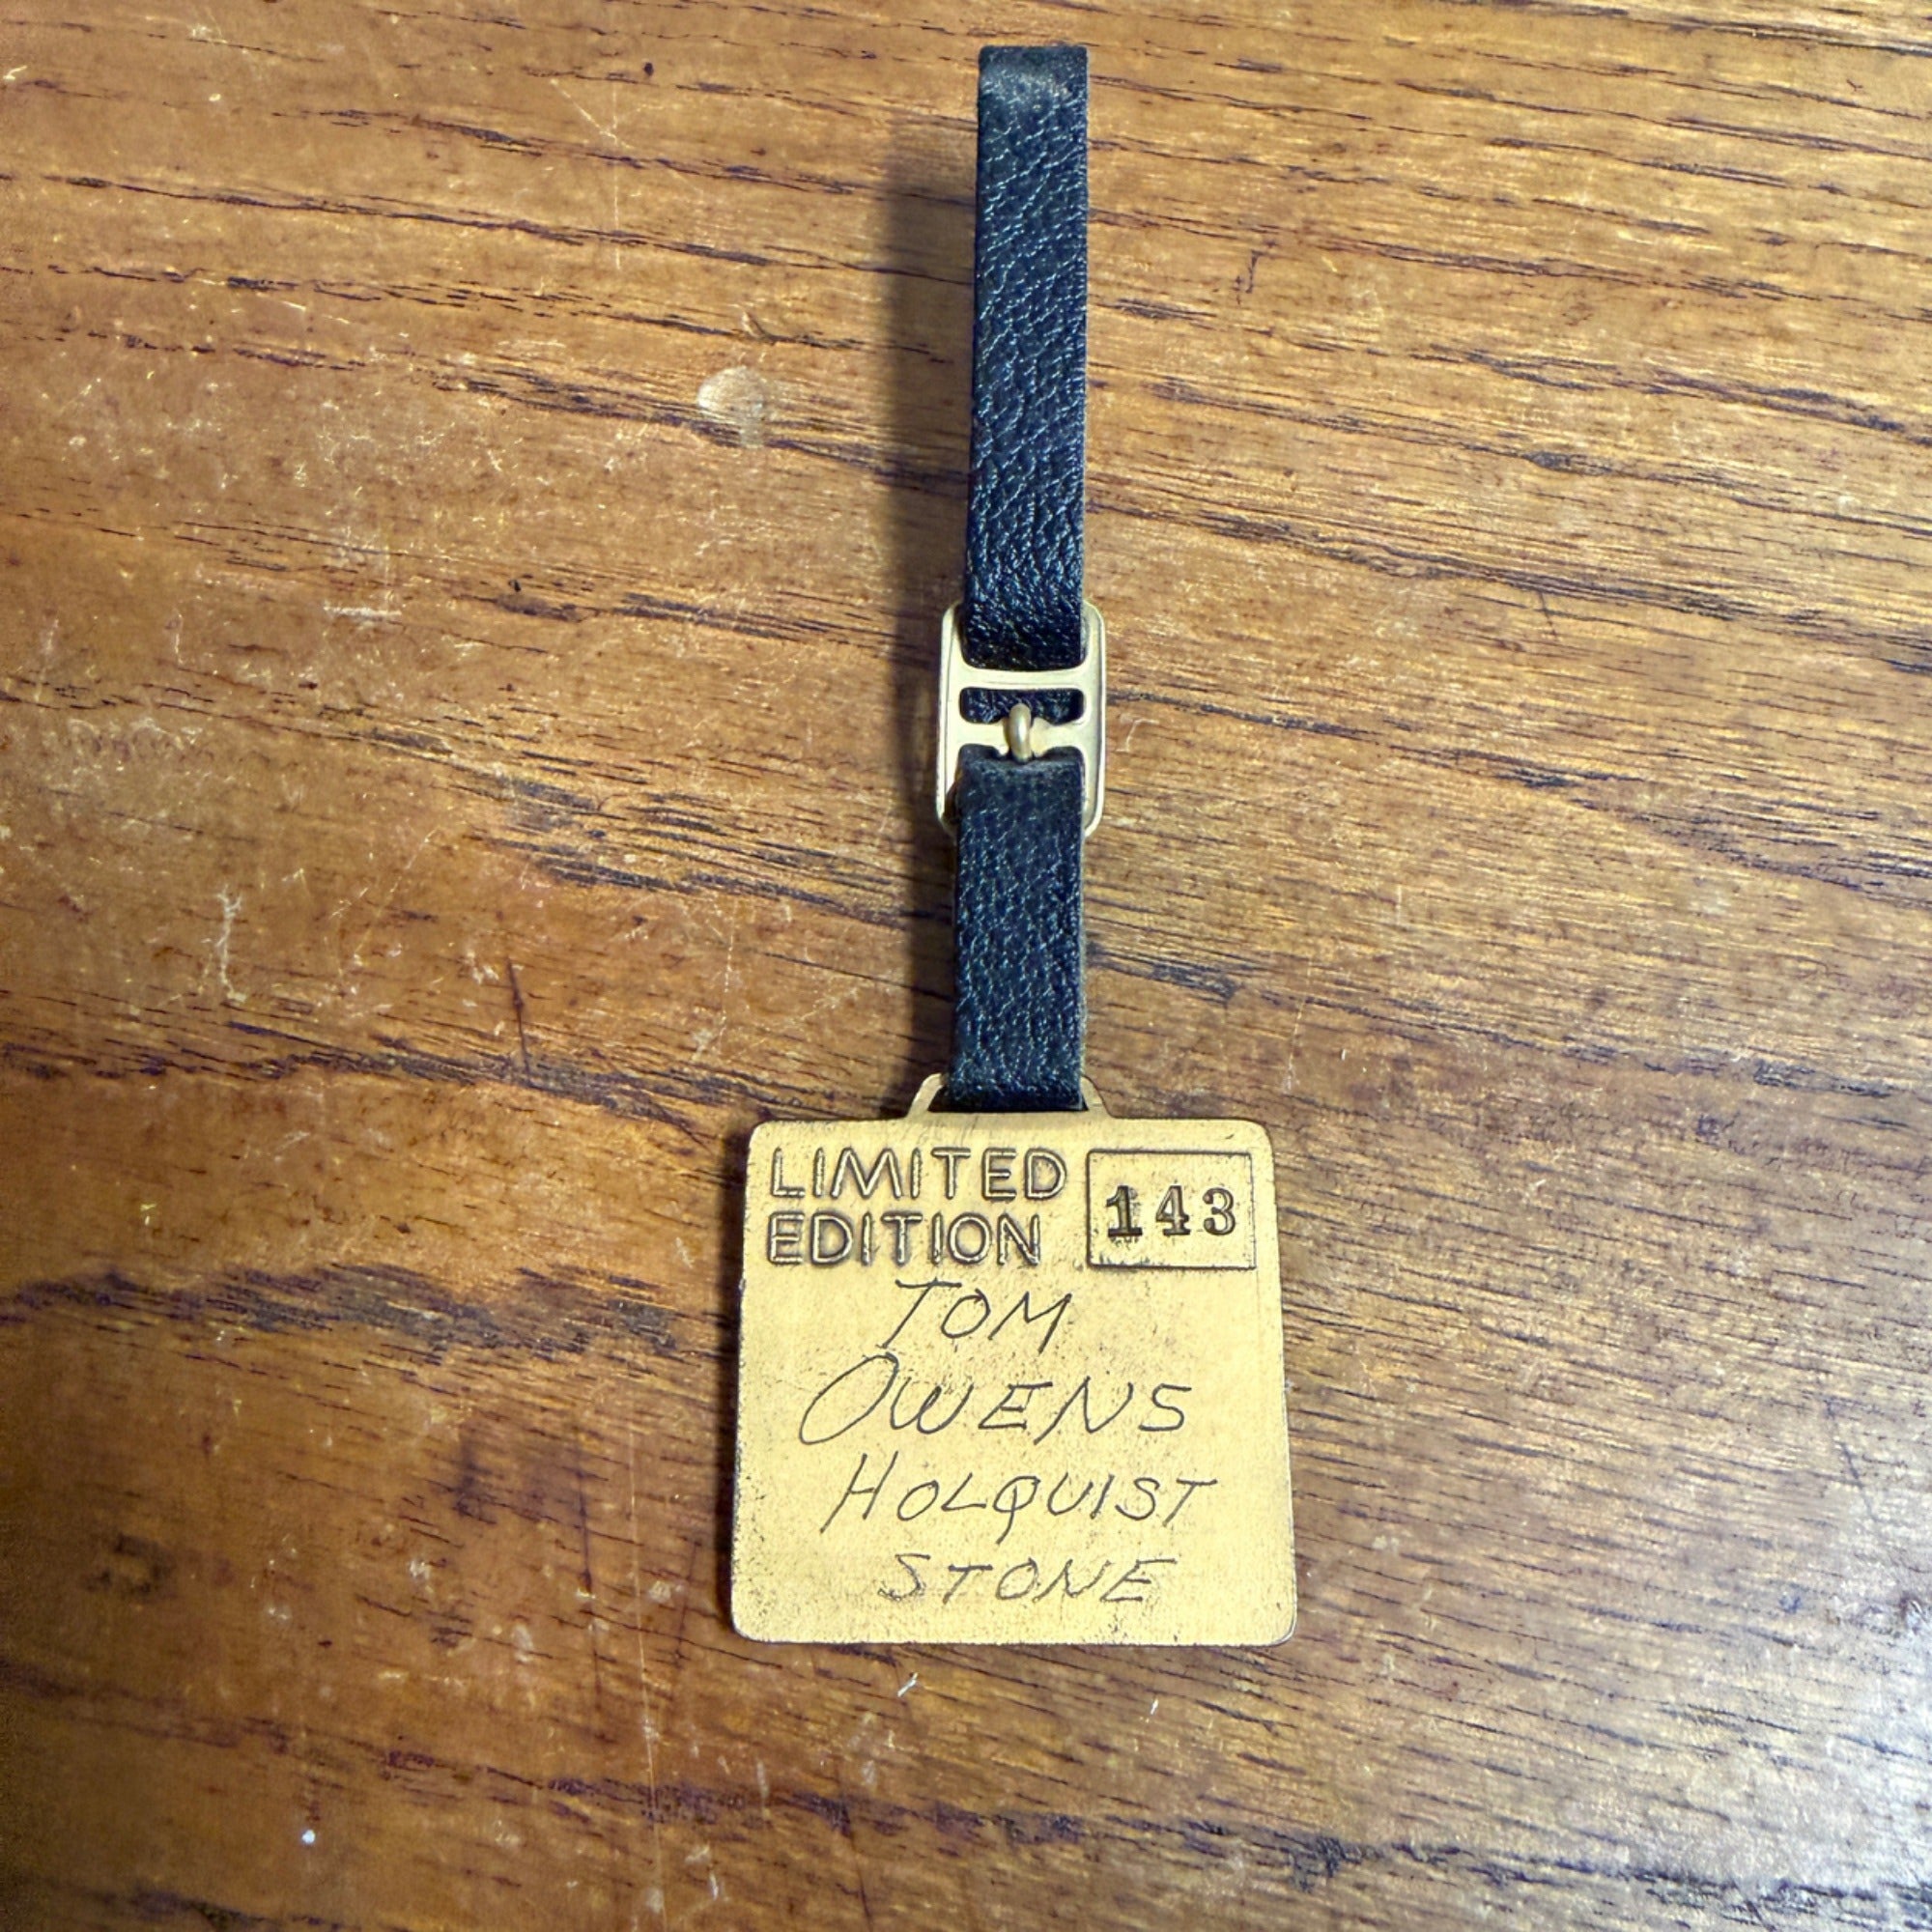 LIMITED
EDITION
143
TOM
OWENS
HOLQUIST
STONE